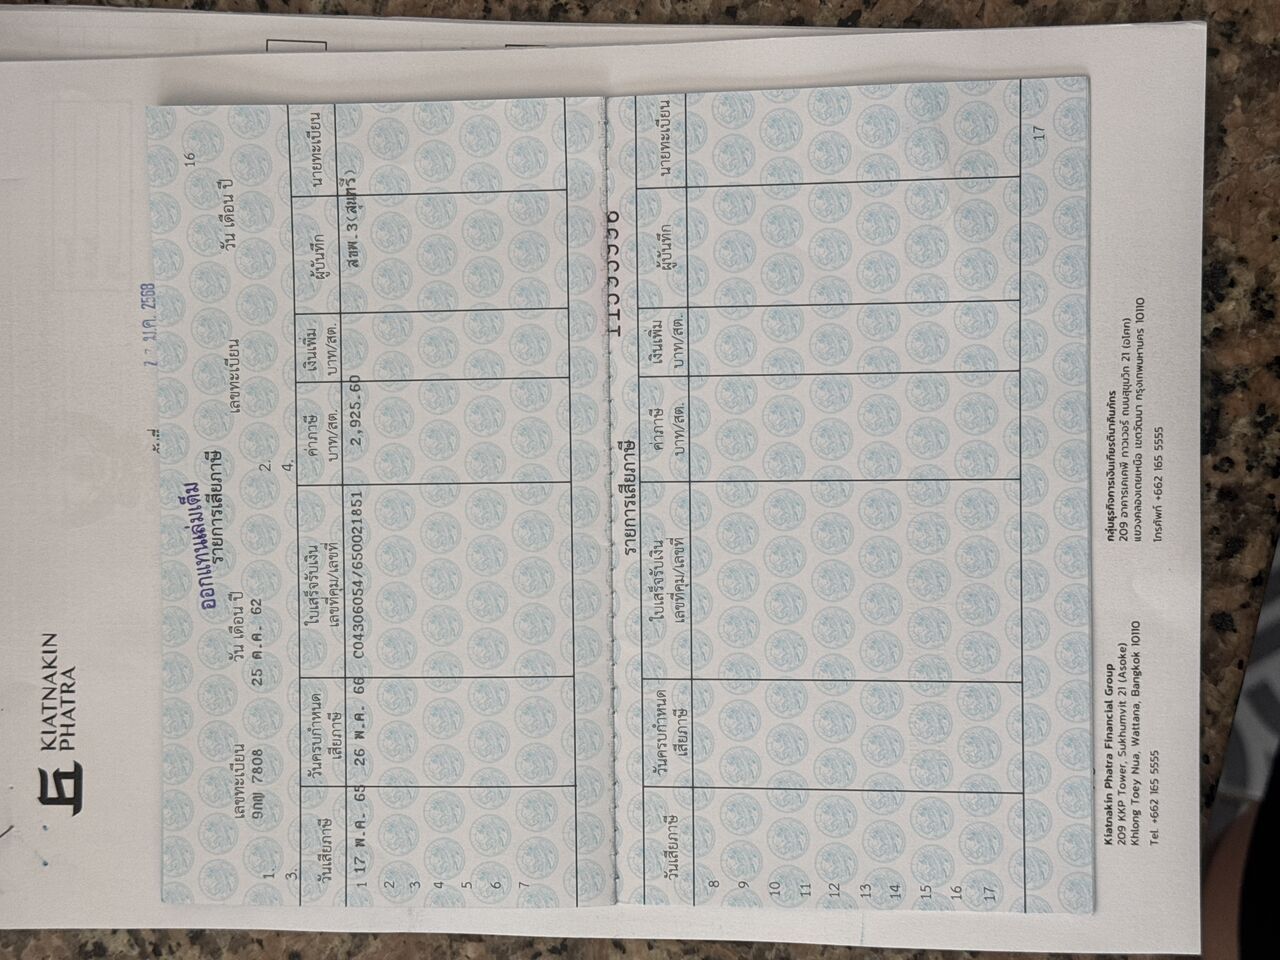 KIATNAKIN
PHATRA
2568
16
ออกแทนเล่มเต็ม
รายการเสียภาษี
เลขทะเบียน วัน เดือน ปี เลขทะเบียน วัน เดือน ปี
1. 9กญ 7808 25 ต.ค. 62 2.
3. 4.
วันเสียภาษี วันครบกำหนดเสียภาษี ใบเสร็จรับเงิน เลขที่คุม/เลขที่ ค่าภาษี บาท/สต. เงินเพิ่ม บาท/สต. ผู้บันทึก นายทะเบียน
1 17 พ.ค. 65 26 พ.ค. 66 C04306054/650021851 2,925.60 สขพ.3(สุนทรี)
2
3
4
5
6
7
รายการเสียภาษี
วันเสียภาษี วันครบกำหนดเสียภาษี ใบเสร็จรับเงิน เลขที่คุม/เลขที่ ค่าภาษี บาท/สต. เงินเพิ่ม บาท/สต. ผู้บันทึก นายทะเบียน
8
9
10
11
12
13
14
15
16
17
17
Kiatnakin Phatra Financial Group
209 KKP Tower, Sukhumvit 21 (Asoke)
Khlong Toey Nua, Wattana, Bangkok 10110
Tel. +662 165 5555
กลุ่มธุรกิจการเงินเกียรตินาคินภัทร
209 อาคารเคเคพี ทาวเวอร์ ถนนสุขุมวิท 21 (อโศก)
แขวงคลองเตยเหนือ เขตวัฒนา กรุงเทพมหานคร 10110
โทรศัพท์ +662 165 5555